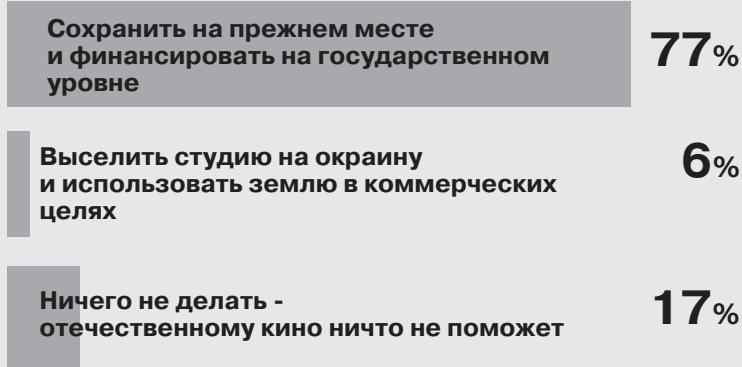 Сохранить на прежнем месте
и финансировать на государственном
уровне
77%
Выселить студию на окраину
и использовать землю в коммерческих
целях
6%
Ничего не делать -
отечественному кино ничто не поможет
17%